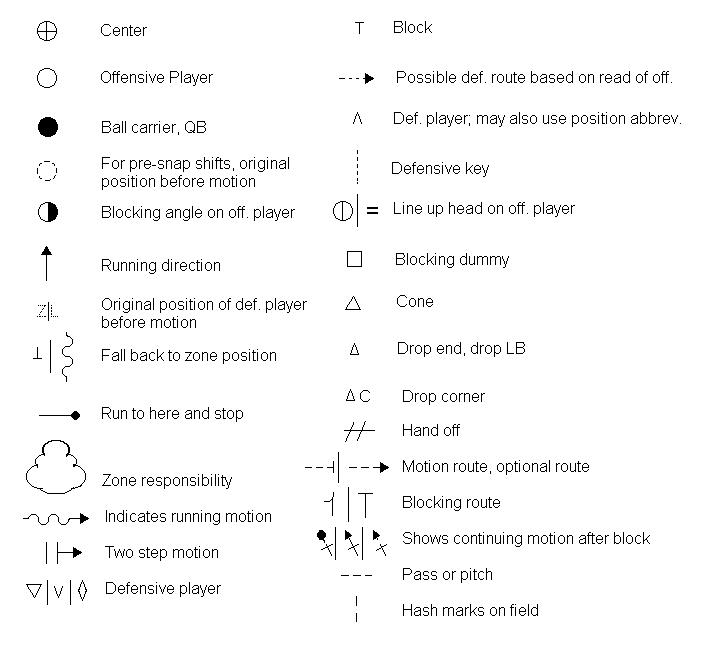 Center
Offensive Player
Ball carrier, QB
For pre-snap shifts, original
position before motion
Blocking angle on off. player
Running direction
Z|L Original position of def. player
before motion
Fall back to zone position
Run to here and stop
Zone responsibility
Indicates running motion
Two step motion
Defensive player
T Block
Possible def. route based on read of off.
Def. player; may also use position abbrev.
Defensive key
= Line up head on off. player
Blocking dummy
Cone
Drop end, drop LB
C Drop corner
Hand off
Motion route, optional route
Blocking route
Shows continuing motion after block
Pass or pitch
Hash marks on field